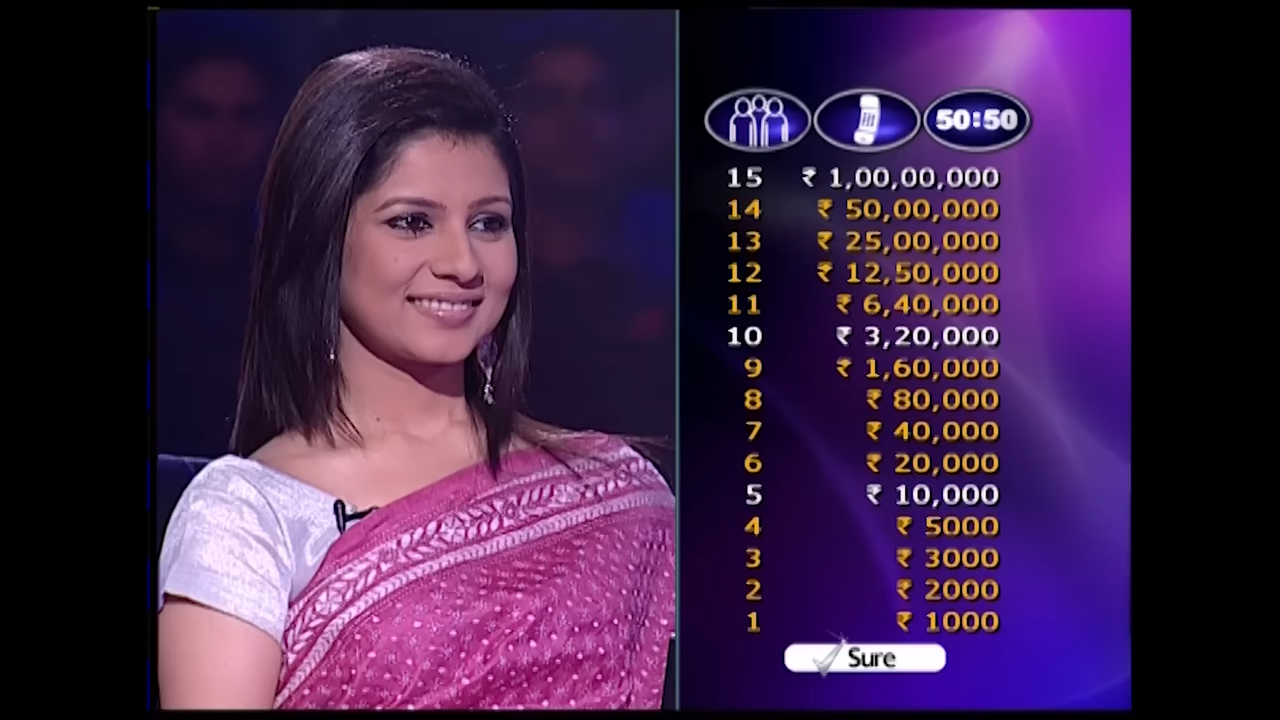 50:50
15 ₹ 1,00,00,000
14 ₹ 50,00,000
13 ₹ 25,00,000
12 ₹ 12,50,000
11 ₹ 6,40,000
10 ₹ 3,20,000
9 ₹ 1,60,000
8 ₹ 80,000
7 ₹ 40,000
6 ₹ 20,000
5 ₹ 10,000
4 ₹ 5000
3 ₹ 3000
2 ₹ 2000
1 ₹ 1000
Sure